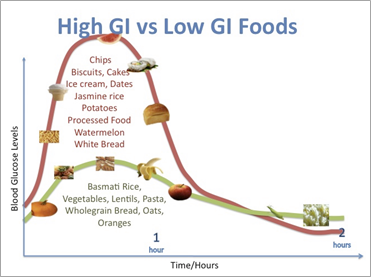 High GI vs Low GI Foods
Chips
Biscuits, Cakes
Ice cream, Dates
Jasmine rice
Potatoes
Processed Food
Watermelon
White Bread
Blood Glucose Levels
Basmati Rice,
Vegetables, Lentils, Pasta,
Wholegrain Bread, Oats,
Oranges
1
hour
2
hours
Time/Hours